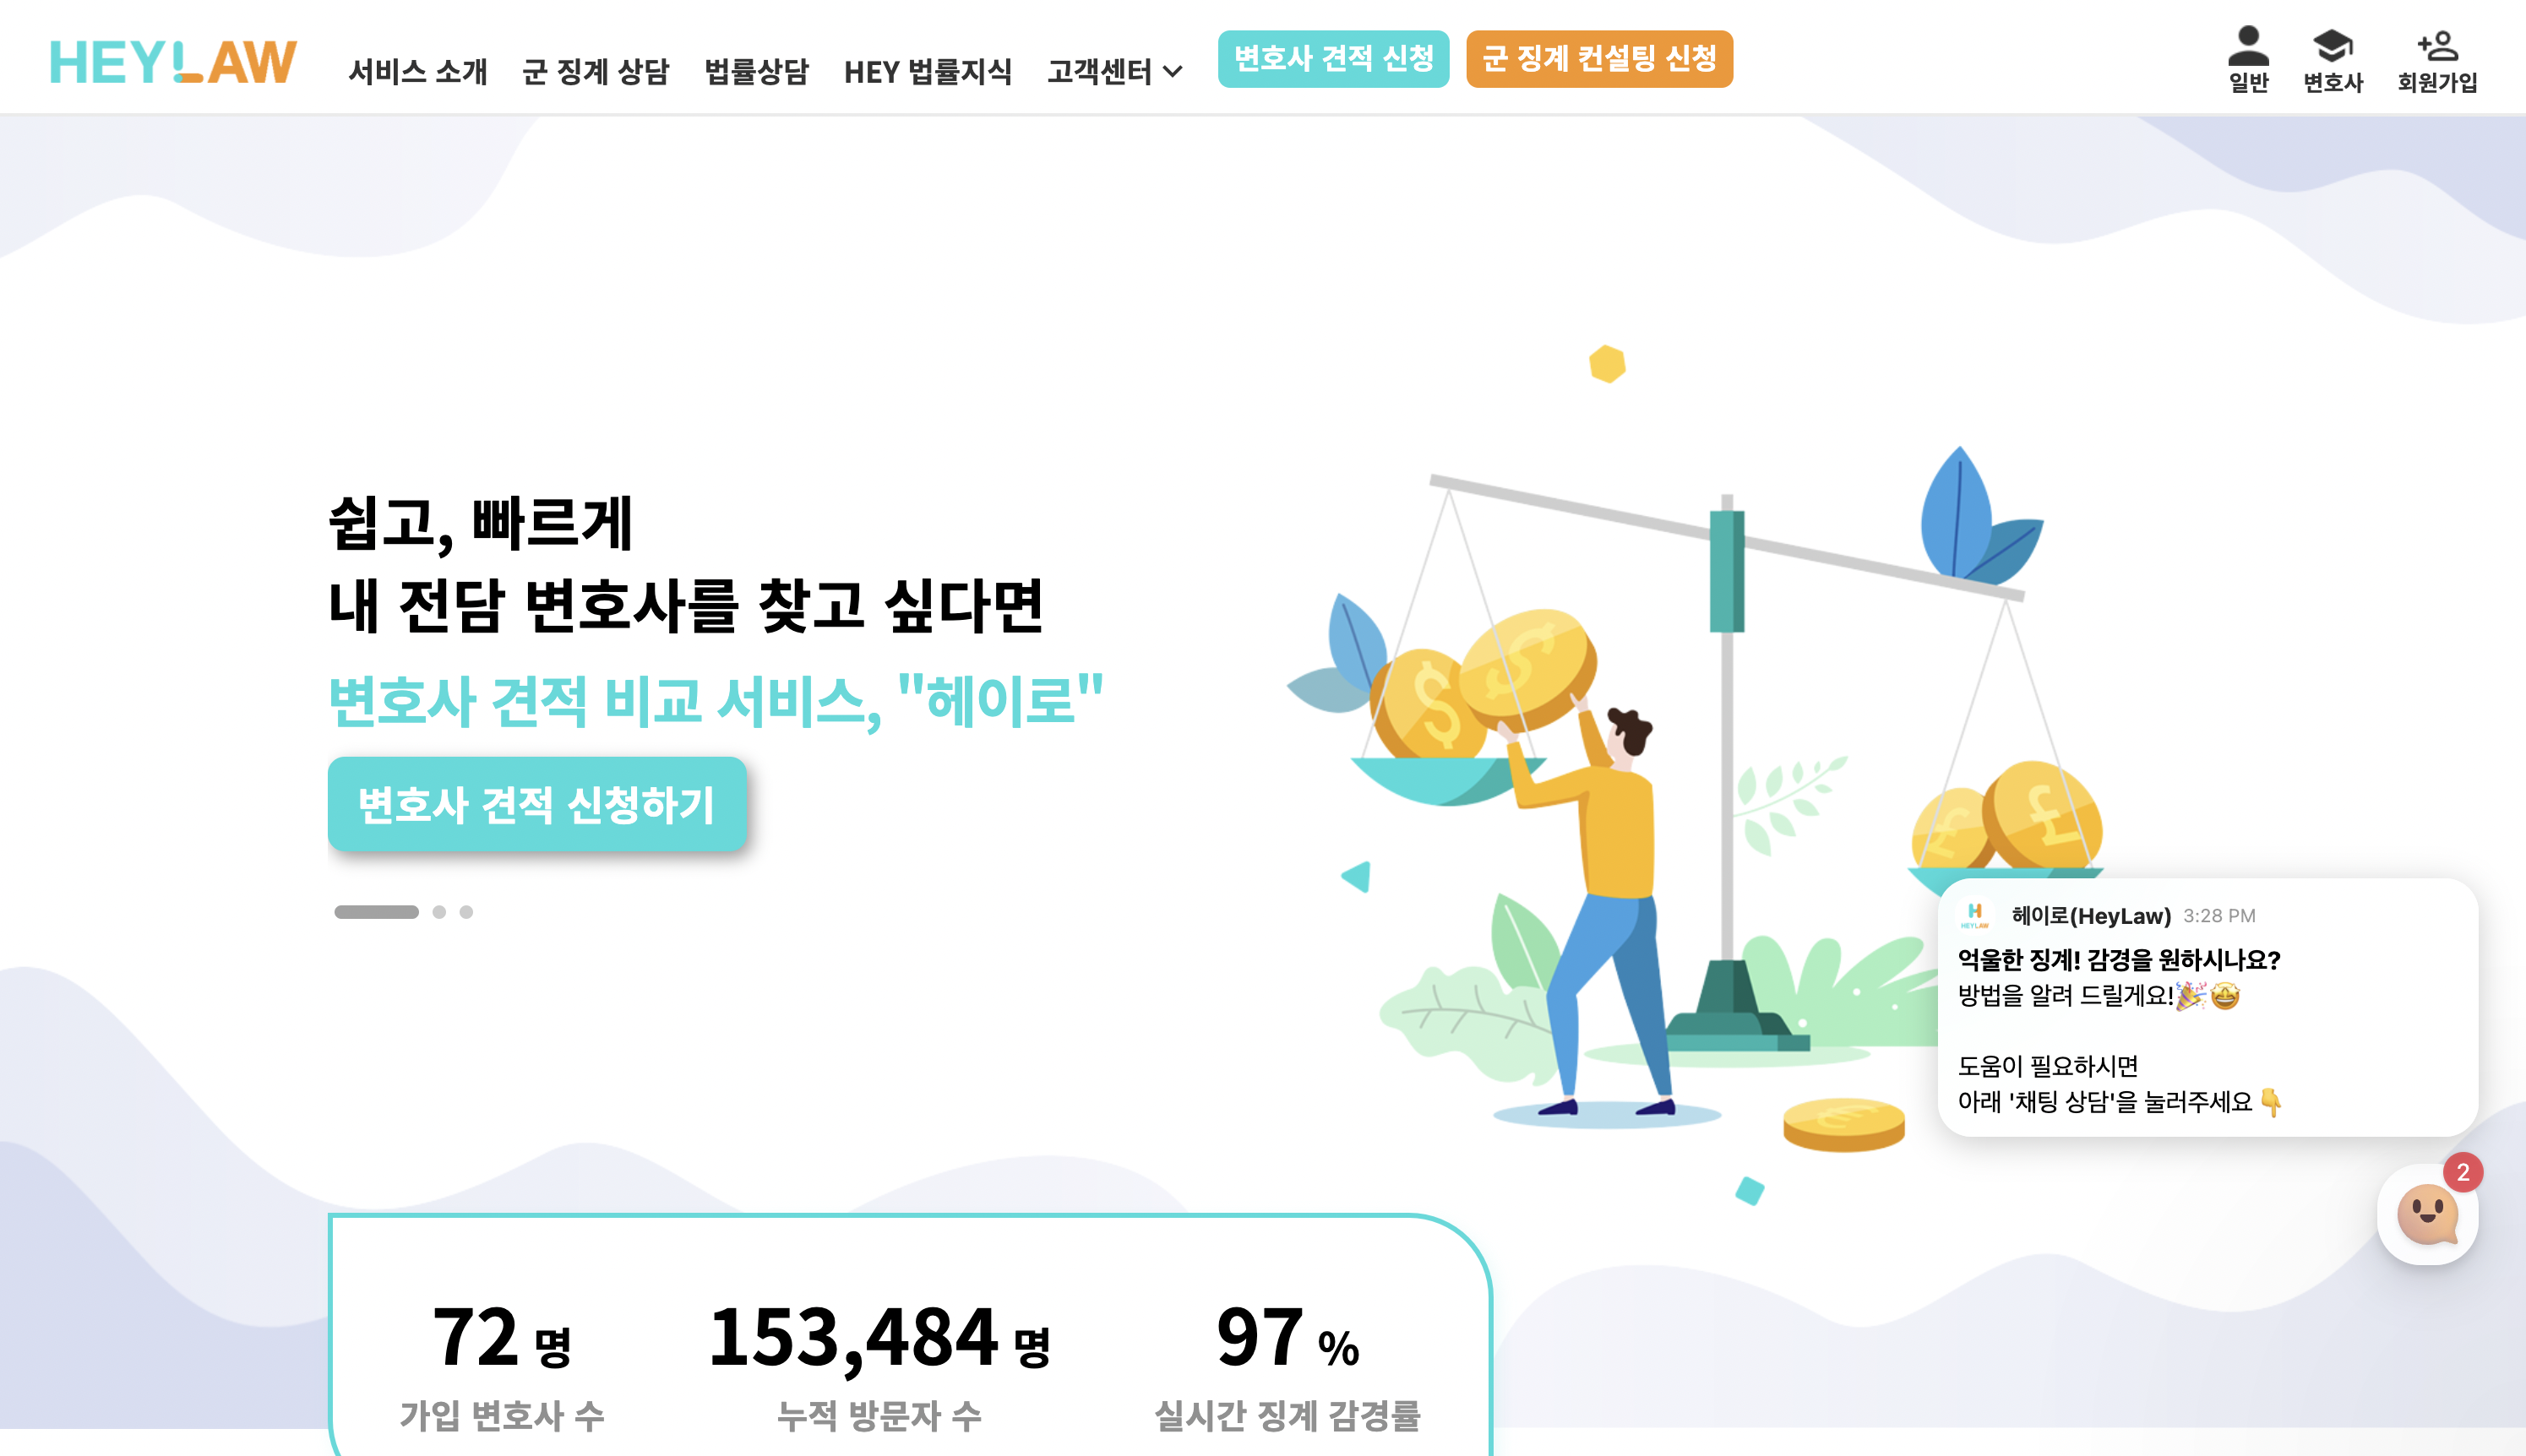 HEYLAW
서비스 소개
군 징계 상담
법률상담
HEY 법률지식
고객센터
변호사 견적 신청
군 징계 컨설팅 신청
일반
변호사
회원가입
쉽고, 빠르게
내 전담 변호사를 찾고 싶다면
변호사 견적 비교 서비스, "헤이로"
변호사 견적 신청하기
$
$
£
£
€
H
HEYLAW
헤이로(HeyLaw) 3:28 PM
억울한 징계! 감경을 원하시나요?
방법을 알려 드릴게요!🎉🤩
도움이 필요하시면
아래 '채팅 상담'을 눌러주세요 👇
2
72 명
가입 변호사 수
153,484 명
누적 방문자 수
97 %
실시간 징계 감경률